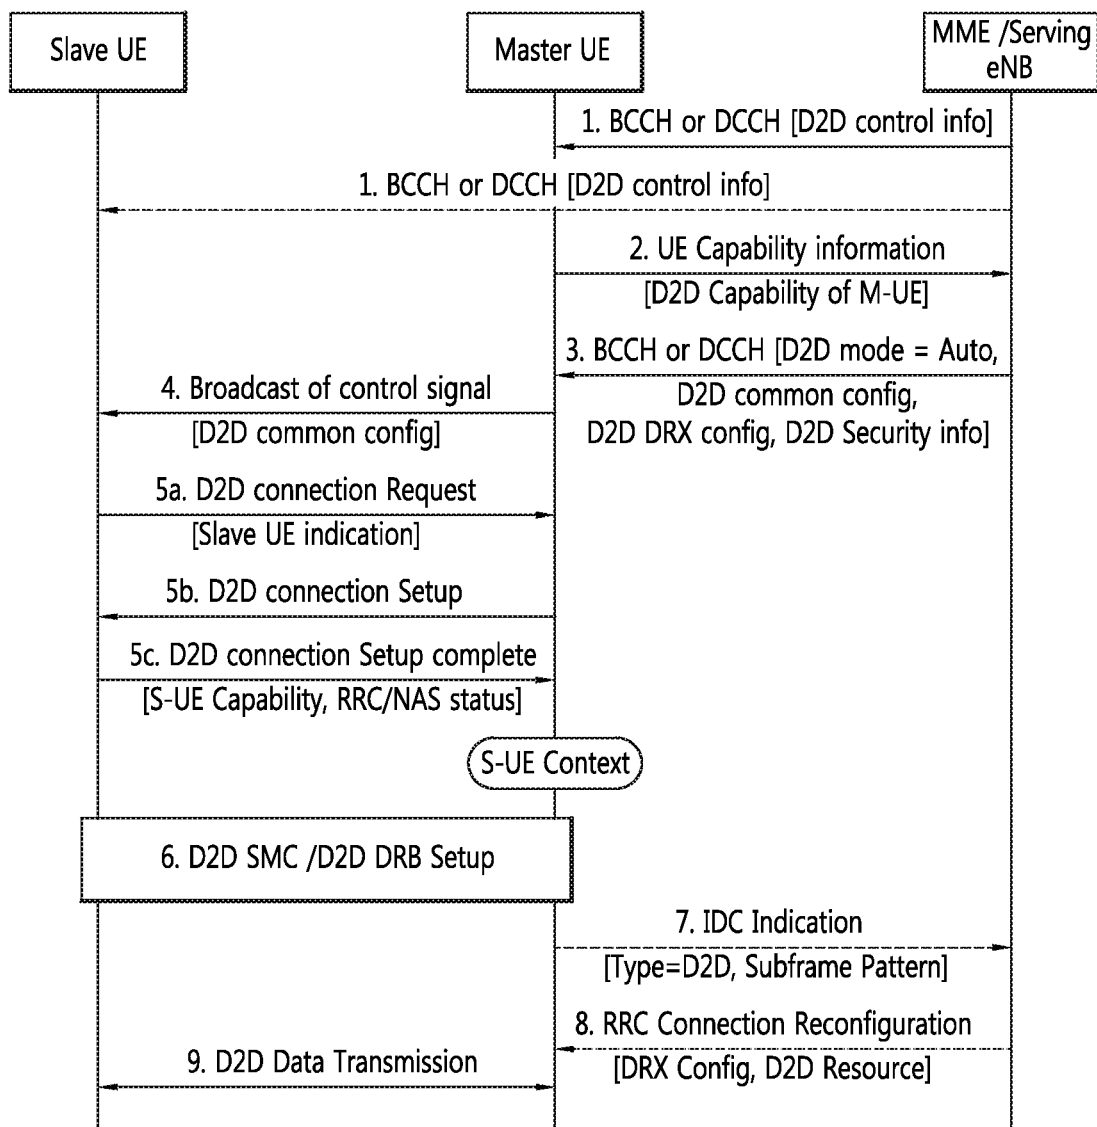 Slave UE
Master UE
MME /Serving
eNB
1. BCCH or DCCH [D2D control info]
1. BCCH or DCCH [D2D control info]
2. UE Capability information
[D2D Capability of M-UE]
3. BCCH or DCCH [D2D mode = Auto,
D2D common config,
D2D DRX config, D2D Security info]
4. Broadcast of control signal
[D2D common config]
5a. D2D connection Request
[Slave UE indication]
5b. D2D connection Setup
5c. D2D connection Setup complete
[S-UE Capability, RRC/NAS status]
S-UE Context
6. D2D SMC /D2D DRB Setup
7. IDC Indication
[Type=D2D, Subframe Pattern]
8. RRC Connection Reconfiguration
[DRX Config, D2D Resource]
9. D2D Data Transmission